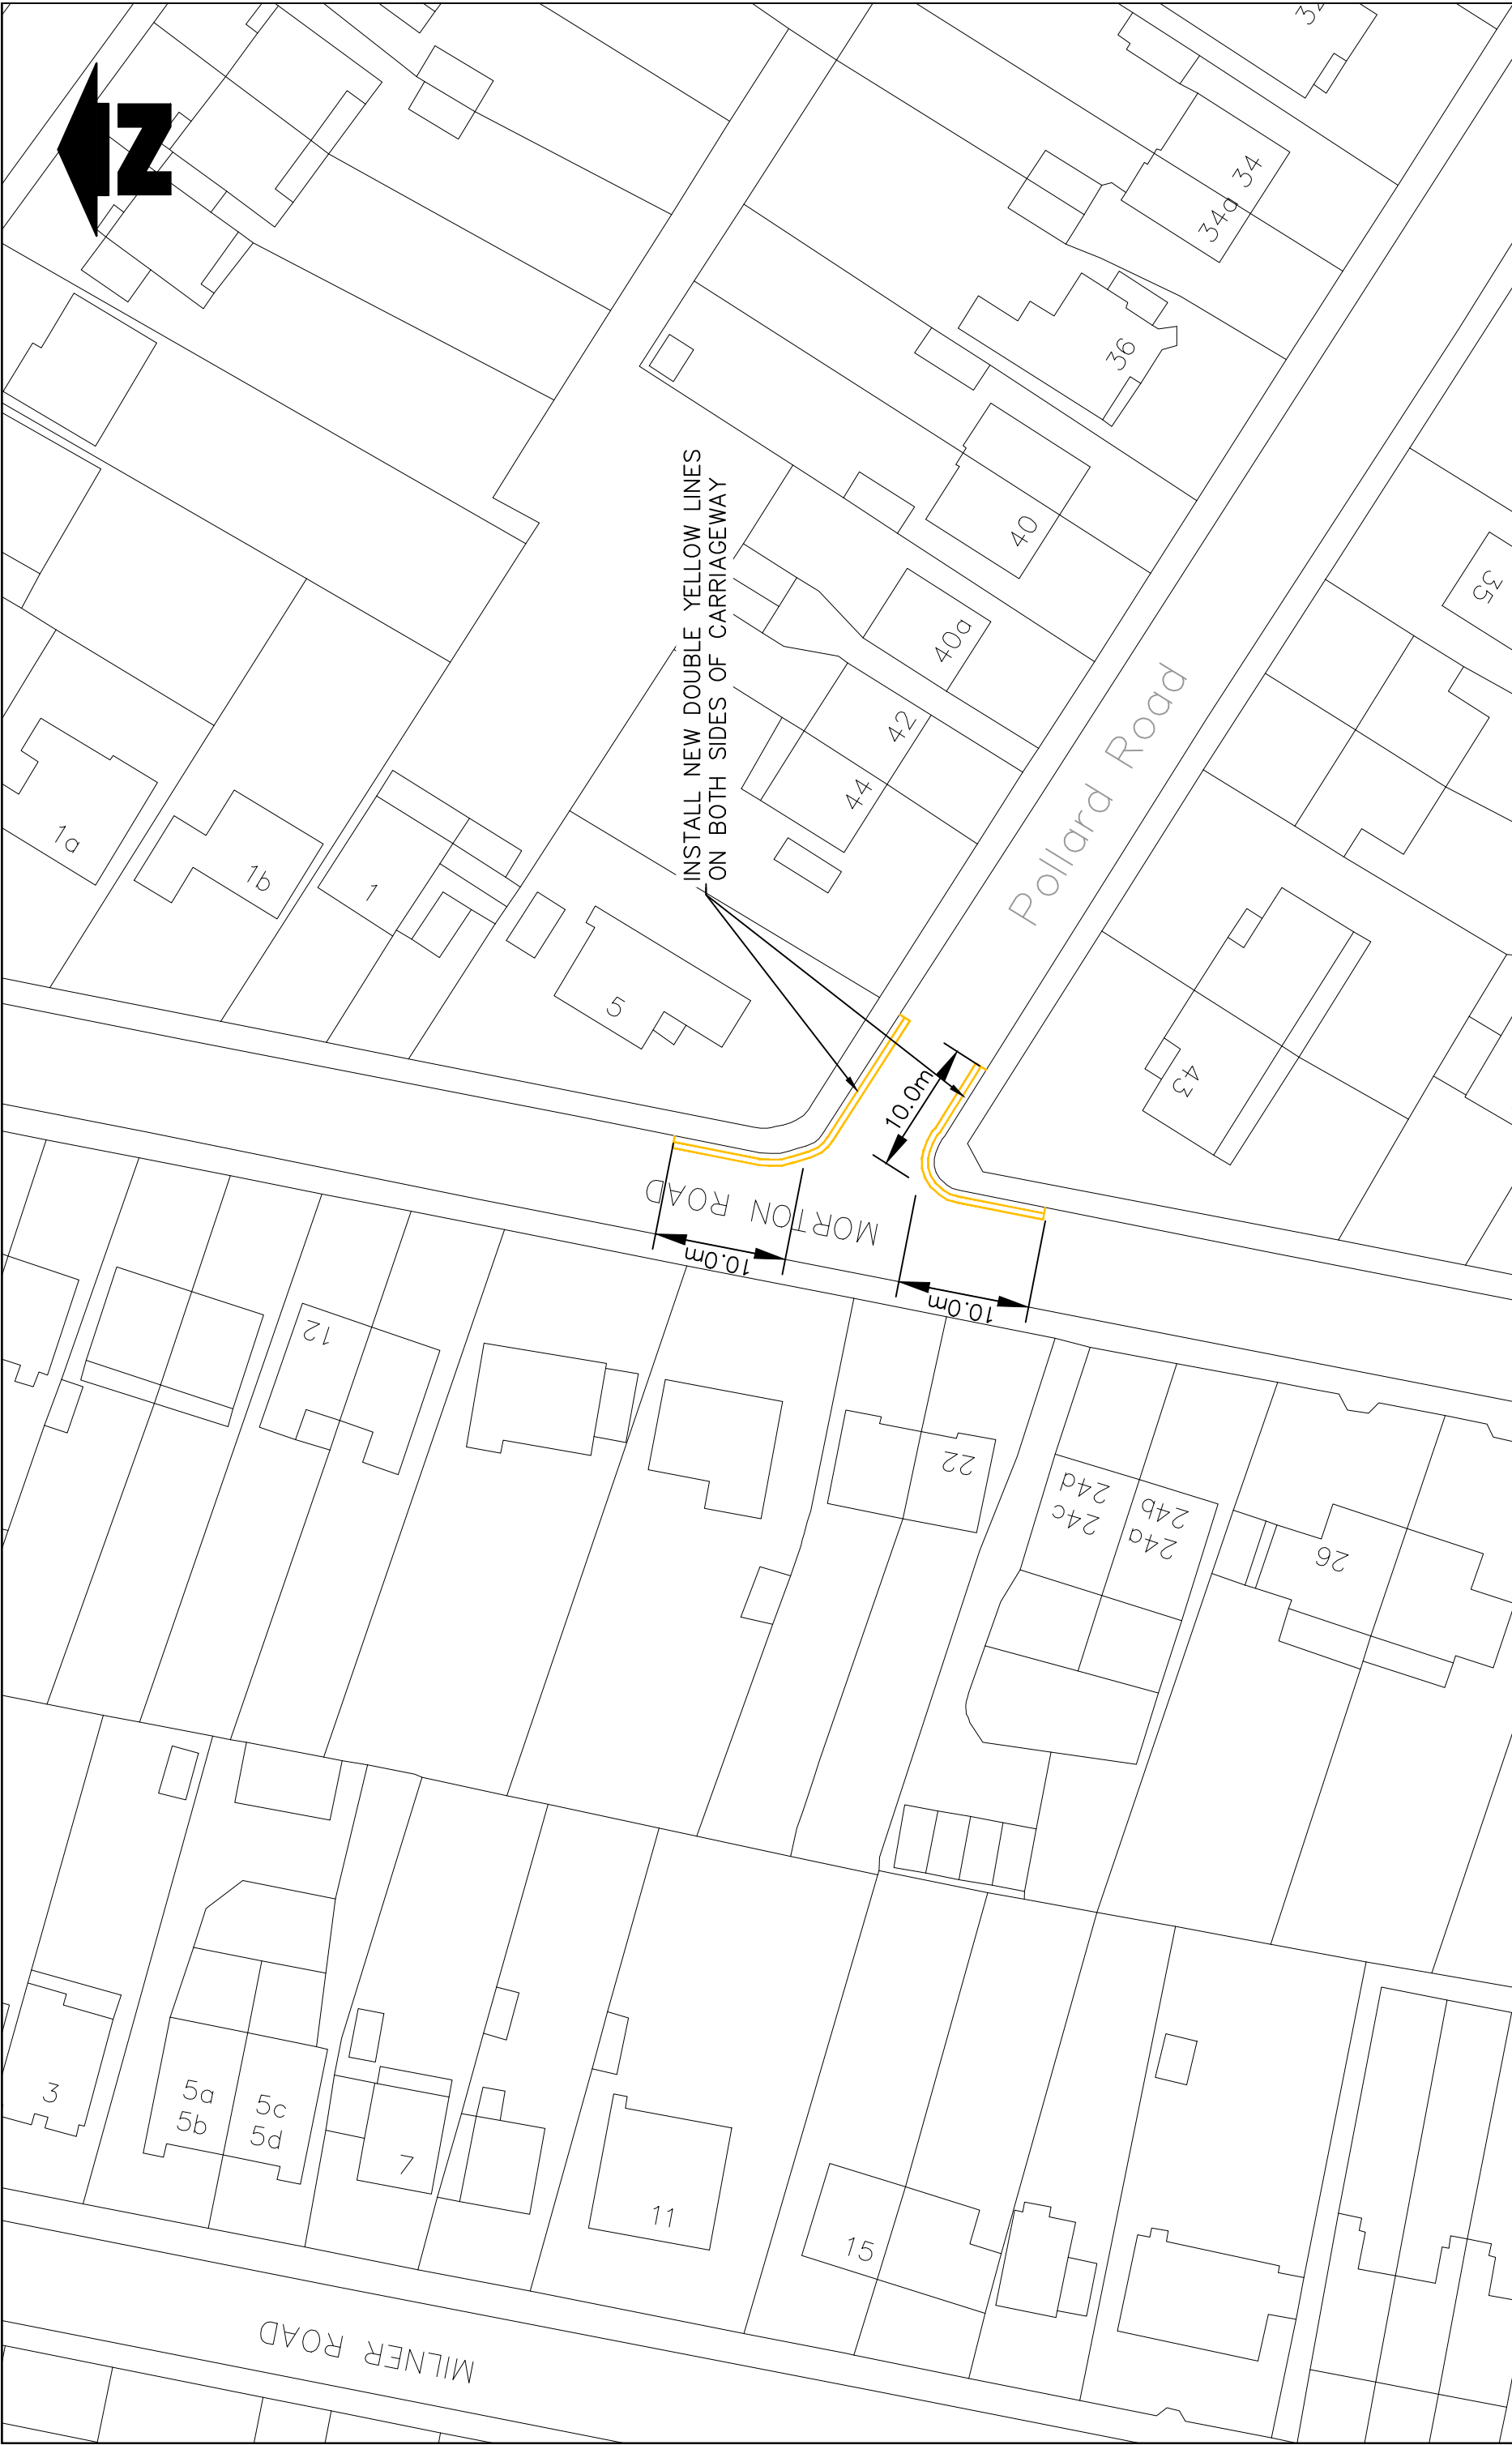 N
INSTALL NEW DOUBLE YELLOW LINES
ON BOTH SIDES OF CARRIAGEWAY
Pollard Road
MORTON ROAD
MILNER ROAD
10.0m
10.0m
10.0m
34
34a
36
40
40a
42
44
35
43
1a
1b
1
5
12
22
24d
24c
24b
24a
26
3
5a
5b
5c
5d
7
11
15